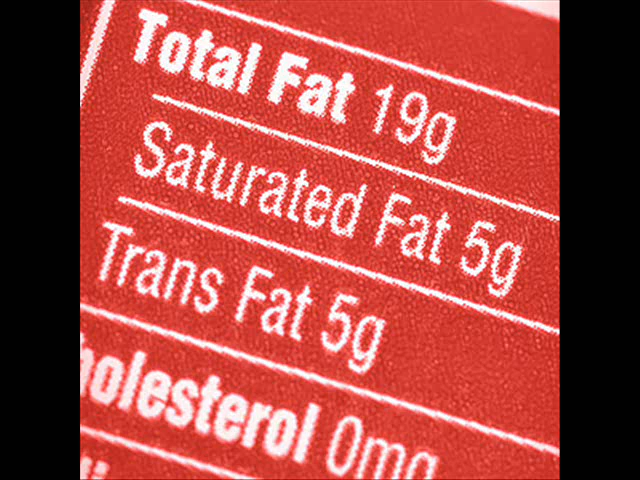 Total Fat 19g
Saturated Fat 5g
Trans Fat 5g
holesterol 0mg